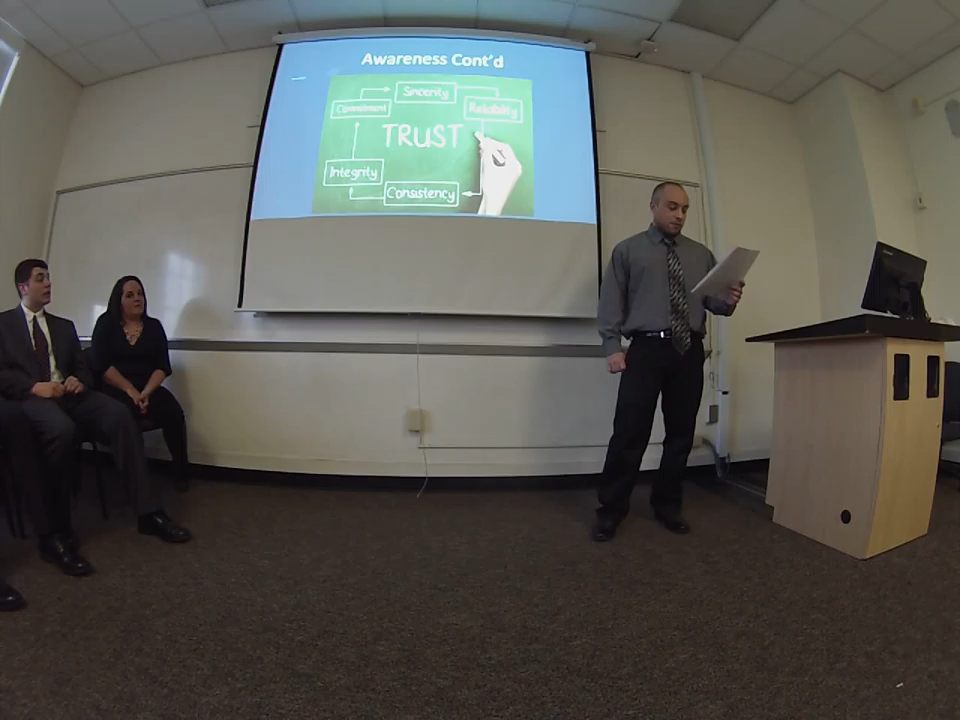 Awareness Cont'd
Sincerity
Commitment
Reliability
TRUST
Integrity
Consistency